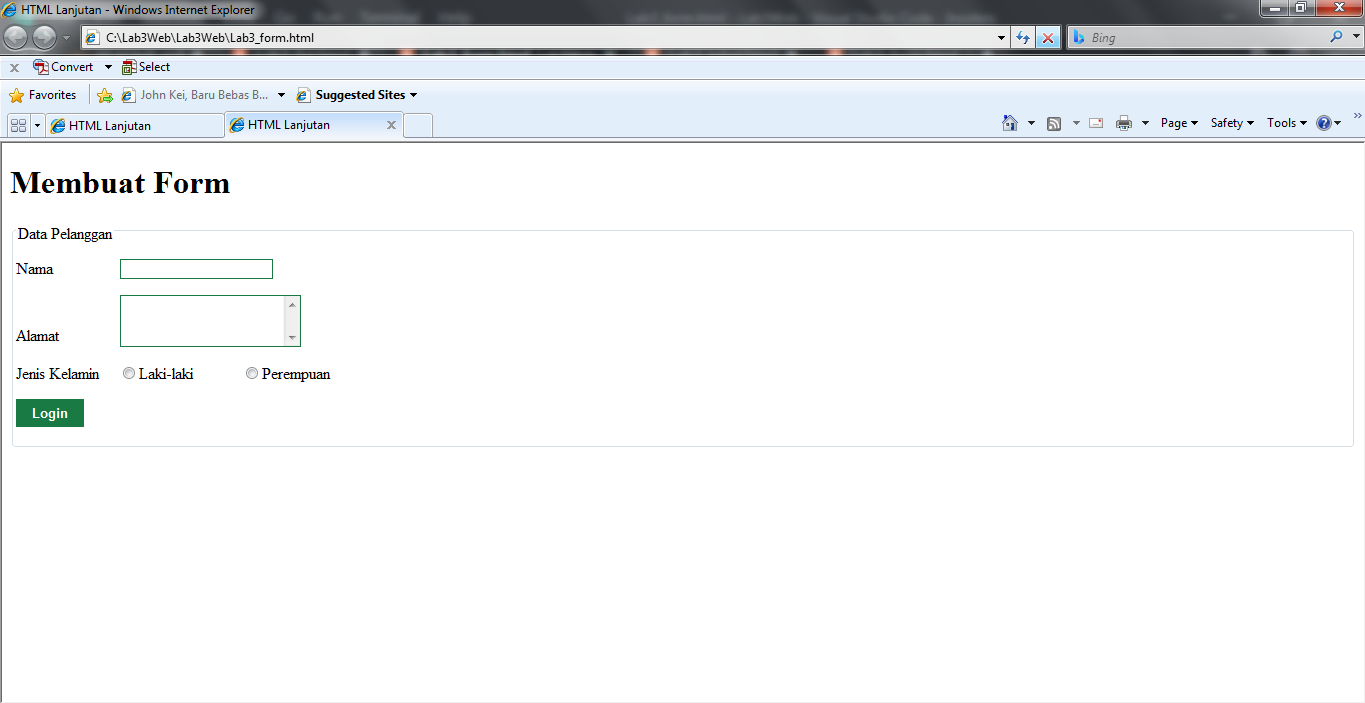 HTML Lanjutan - Windows Internet Explorer
C:\Lab3Web\Lab3Web\Lab3_form.html
Bing
x Convert Select
Favorites John Kei, Baru Bebas B... Suggested Sites
HTML Lanjutan HTML Lanjutan x Page Safety Tools
Membuat Form
Data Pelanggan
Nama
Alamat
Jenis Kelamin Laki-laki Perempuan
Login